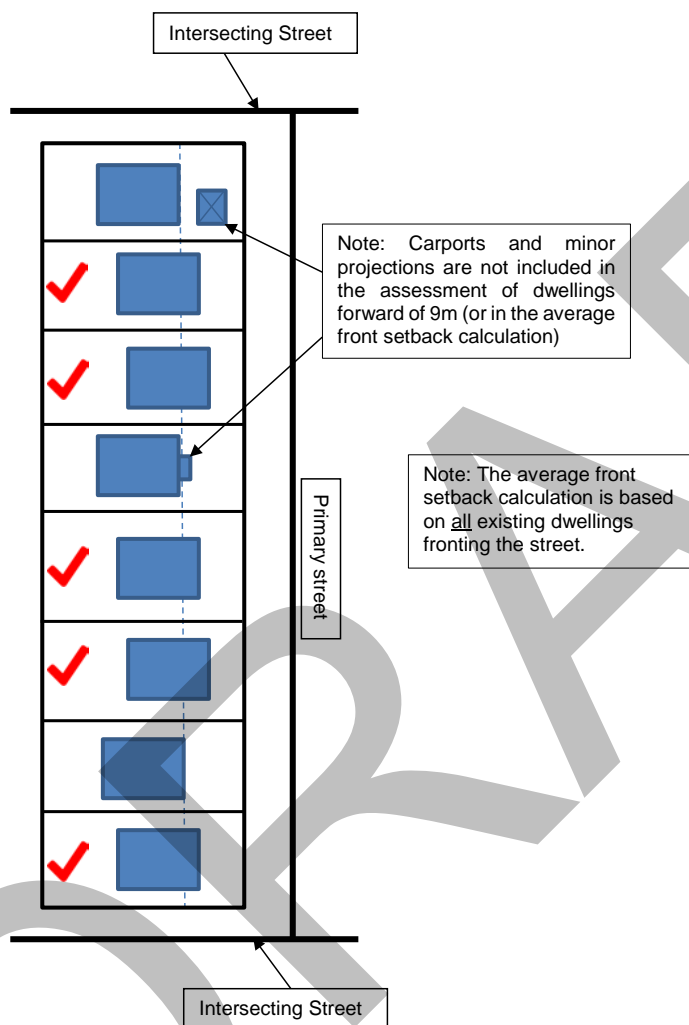 Intersecting Street
Note: Carports and minor
projections are not included in
the assessment of dwellings
forward of 9m (or in the average
front setback calculation)
Note: The average front
setback calculation is based
on all existing dwellings
fronting the street.
Primary street
Intersecting Street